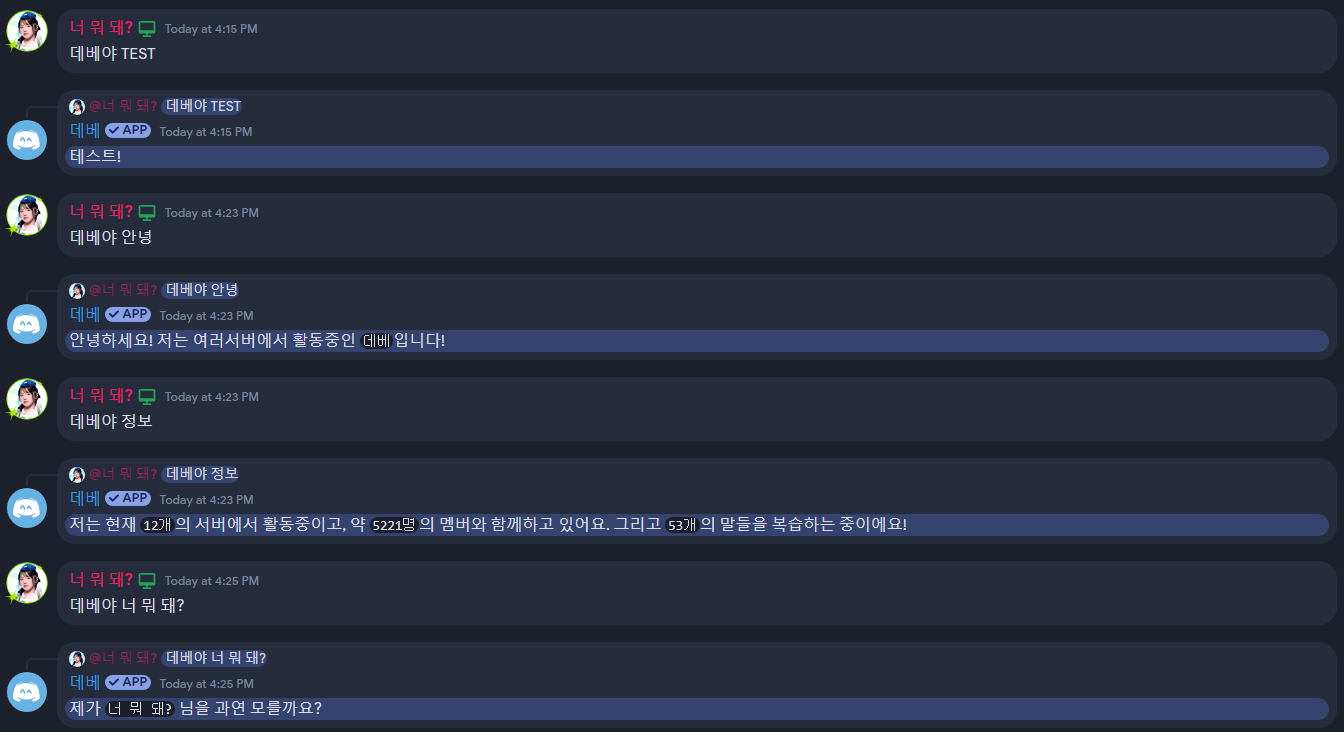 너 뭐 돼? Today at 4:15 PM
데베야 TEST
@너 뭐 돼? 데베야 TEST
데베 APP Today at 4:15 PM
테스트!
너 뭐 돼? Today at 4:23 PM
데베야 안녕
@너 뭐 돼? 데베야 안녕
데베 APP Today at 4:23 PM
안녕하세요! 저는 여러서버에서 활동중인 데베 입니다!
너 뭐 돼? Today at 4:23 PM
데베야 정보
@너 뭐 돼? 데베야 정보
데베 APP Today at 4:23 PM
저는 현재 12개 의 서버에서 활동중이고, 약 5221명 의 멤버와 함께하고 있어요. 그리고 53개 의 말들을 복습하는 중이에요!
너 뭐 돼? Today at 4:25 PM
데베야 너 뭐 돼?
@너 뭐 돼? 데베야 너 뭐 돼?
데베 APP Today at 4:25 PM
제가 너 뭐 돼? 님을 과연 모를까요?